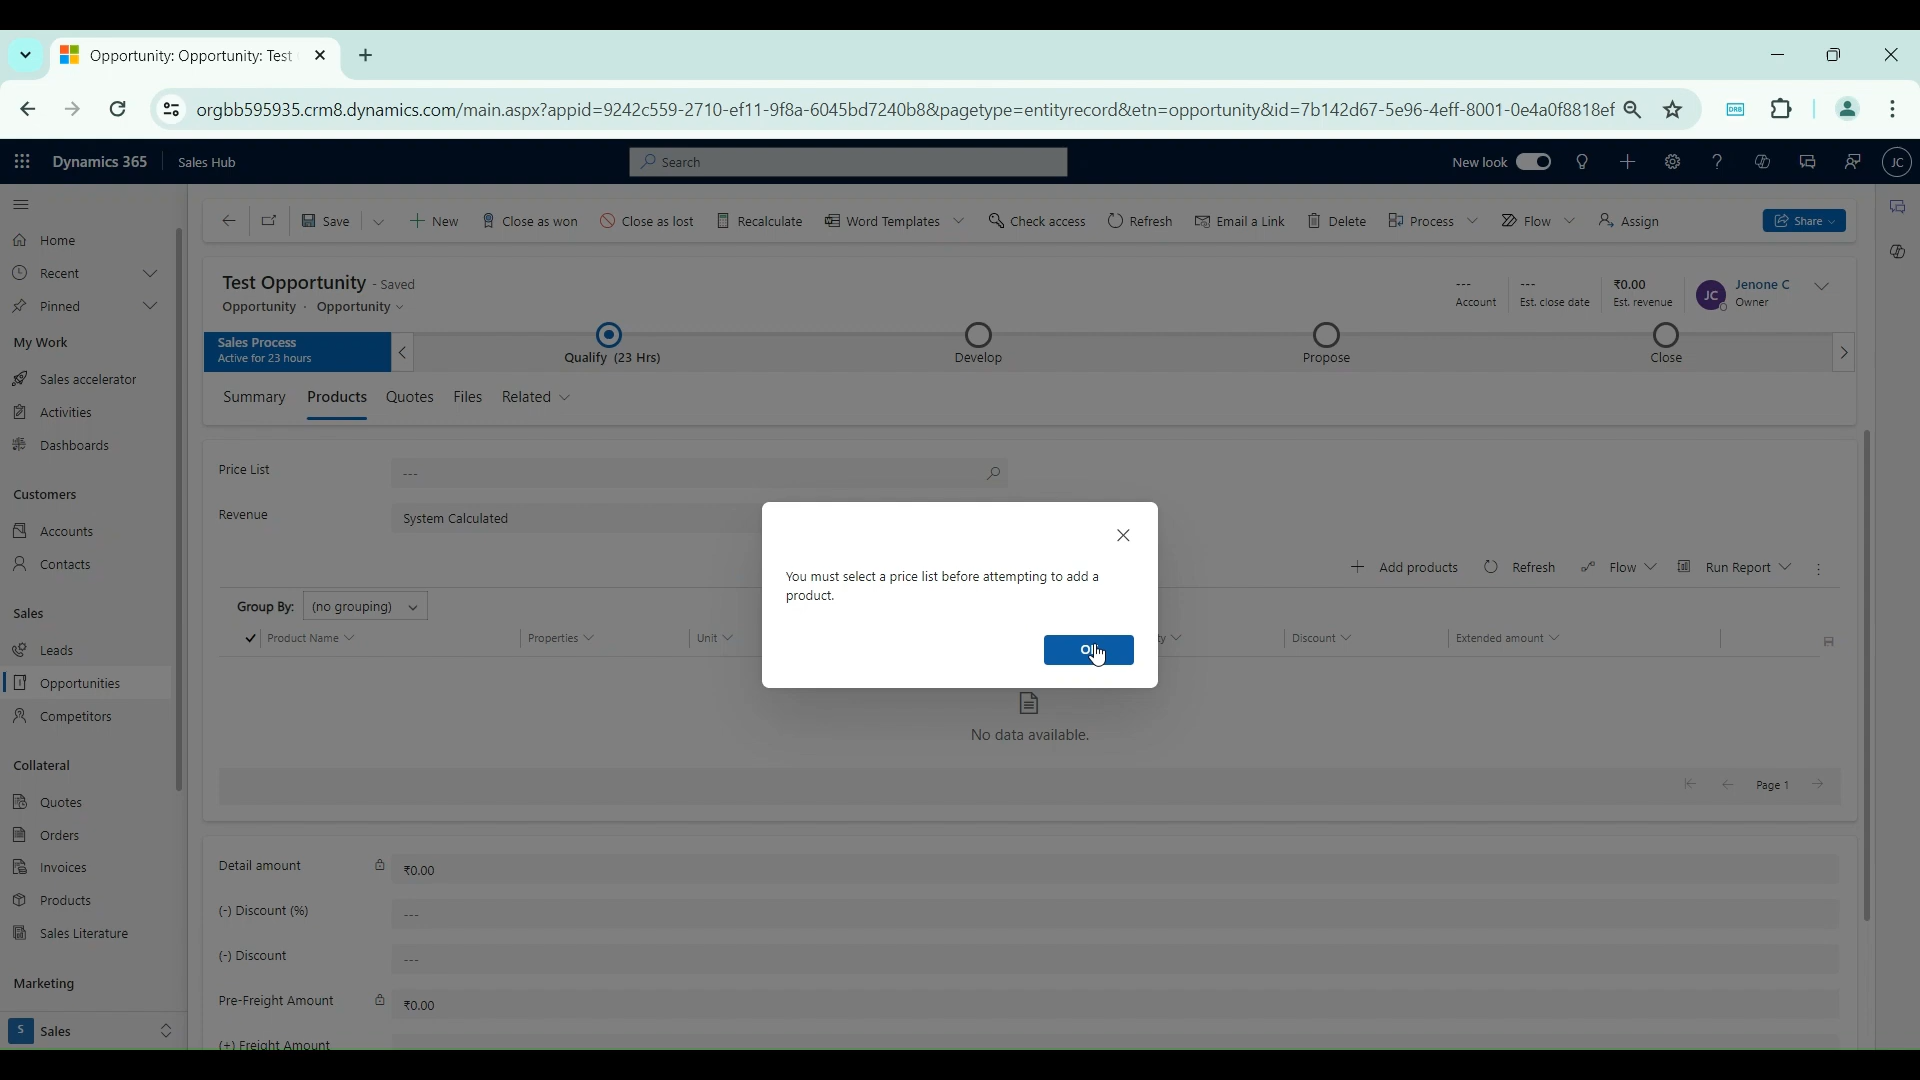 Opportunity: Opportunity: Test
orgbb595935.crm8.dynamics.com/main.aspx?appid=9242c559-2710-ef11-9f8a-6045bd7240b8&pagetype=entityrecord&etn=opportunity&id=7b142d67-5e96-4eff-8001-0e4a0f8818ef
DRB
Dynamics 365 Sales Hub Search New look JC
Save New Close as won Close as lost Recalculate Word Templates Check access Refresh Email a Link Delete Process Flow Assign Share
Home
Recent
Pinned
My Work
Sales accelerator
Activities
Dashboards
Customers
Accounts
Contacts
Sales
Leads
Opportunities
Competitors
Collateral
Quotes
Orders
Invoices
Products
Sales Literature
Marketing
S Sales
Test Opportunity - Saved
Opportunity · Opportunity
---
Account
---
Est. close date
₹0.00
Est. revenue
JC
Jenone C
Owner
Sales Process
Active for 23 hours
Qualify (23 Hrs)
Develop
Propose
Close
Summary Products Quotes Files Related
Price List ---
Revenue System Calculated
Add products Refresh Flow Run Report
Group By: (no grouping)
Product Name Properties Unit Discount Extended amount
You must select a price list before attempting to add a
product.
No data available.
Page 1
Detail amount ₹0.00
(-) Discount (%) ---
(-) Discount ---
Pre-Freight Amount ₹0.00
(+) Freight Amount